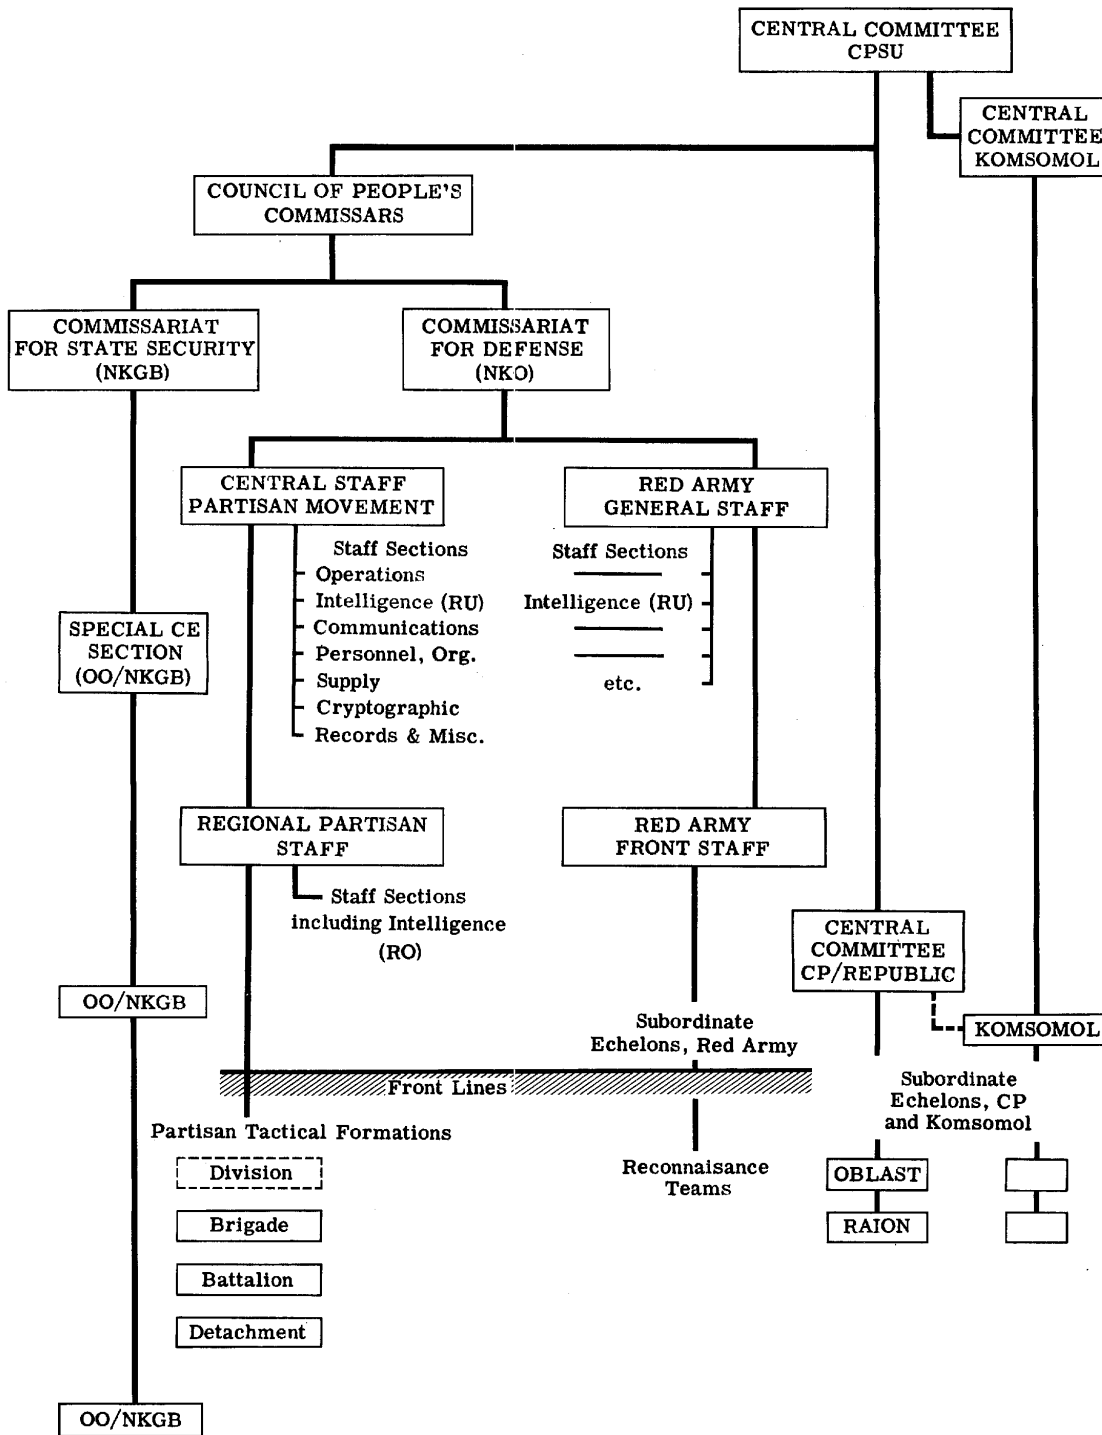 CENTRAL COMMITTEE
CPSU
CENTRAL
COMMITTEE
KOMSOMOL
COUNCIL OF PEOPLE'S
COMMISSARS
COMMISSARIAT
FOR STATE SECURITY
(NKGB)
COMMISSARIAT
FOR DEFENSE
(NKO)
CENTRAL STAFF
PARTISAN MOVEMENT
RED ARMY
GENERAL STAFF
Staff Sections
Operations
Intelligence (RU)
Communications
Personnel, Org.
Supply
Cryptographic
Records & Misc.
Staff Sections
Intelligence (RU)
etc.
SPECIAL CE
SECTION
(OO/NKGB)
REGIONAL PARTISAN
STAFF
RED ARMY
FRONT STAFF
Staff Sections
including Intelligence
(RO)
CENTRAL
COMMITTEE
CP/REPUBLIC
OO/NKGB
Subordinate
Echelons, Red Army
KOMSOMOL
Front Lines
Subordinate
Echelons, CP
and Komsomol
Partisan Tactical Formations
Division
Brigade
Battalion
Detachment
Reconnaisance
Teams
OBLAST
RAION
OO/NKGB